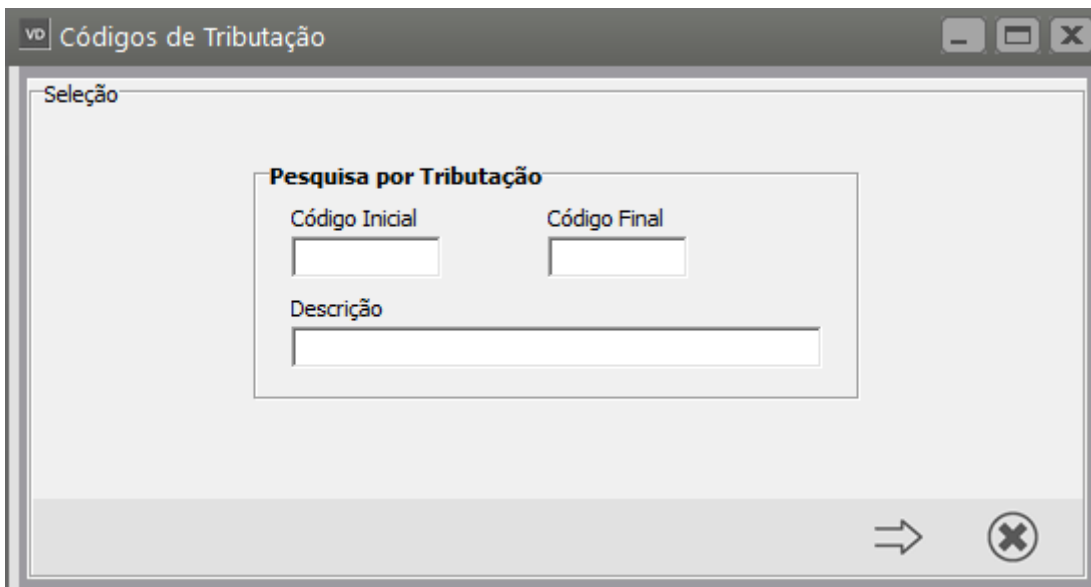 VD Códigos de Tributação
Seleção
Pesquisa por Tributação
Código Inicial Código Final
Descrição